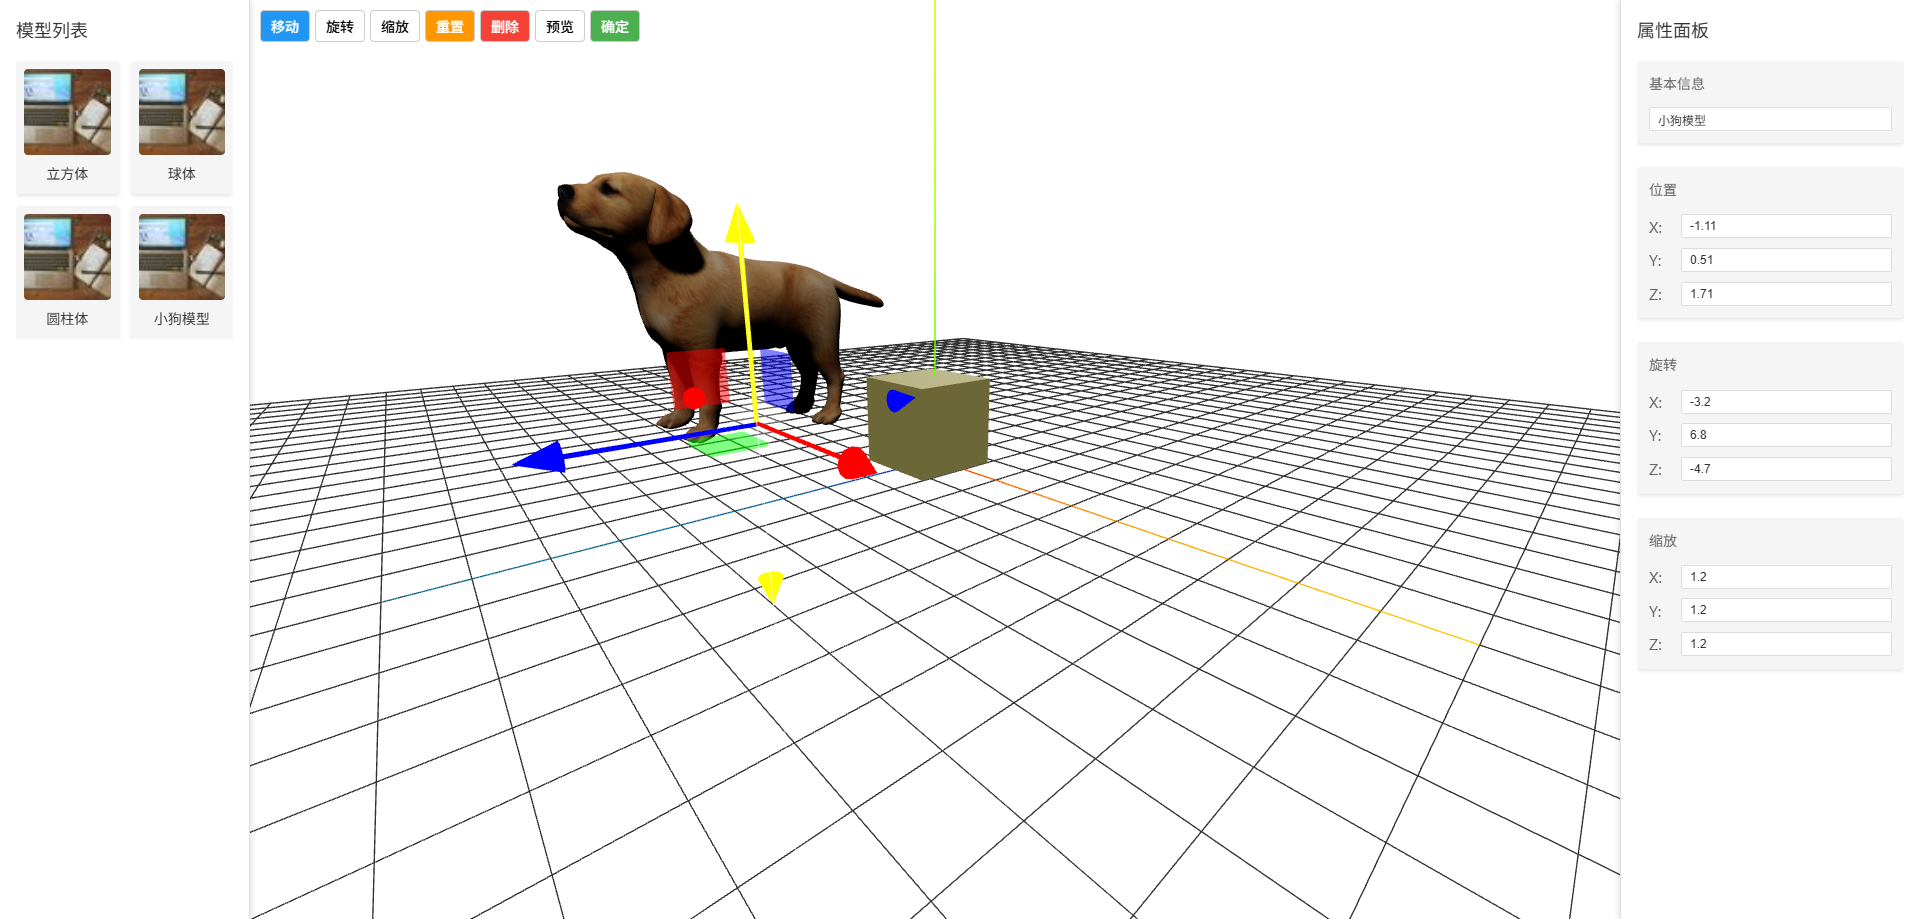 模型列表
立方体
球体
圆柱体
小狗模型
移动 旋转 缩放 重置 删除 预览 确定
属性面板
基本信息
小狗模型
位置
X: -1.11
Y: 0.51
Z: 1.71
旋转
X: -3.2
Y: 6.8
Z: -4.7
缩放
X: 1.2
Y: 1.2
Z: 1.2